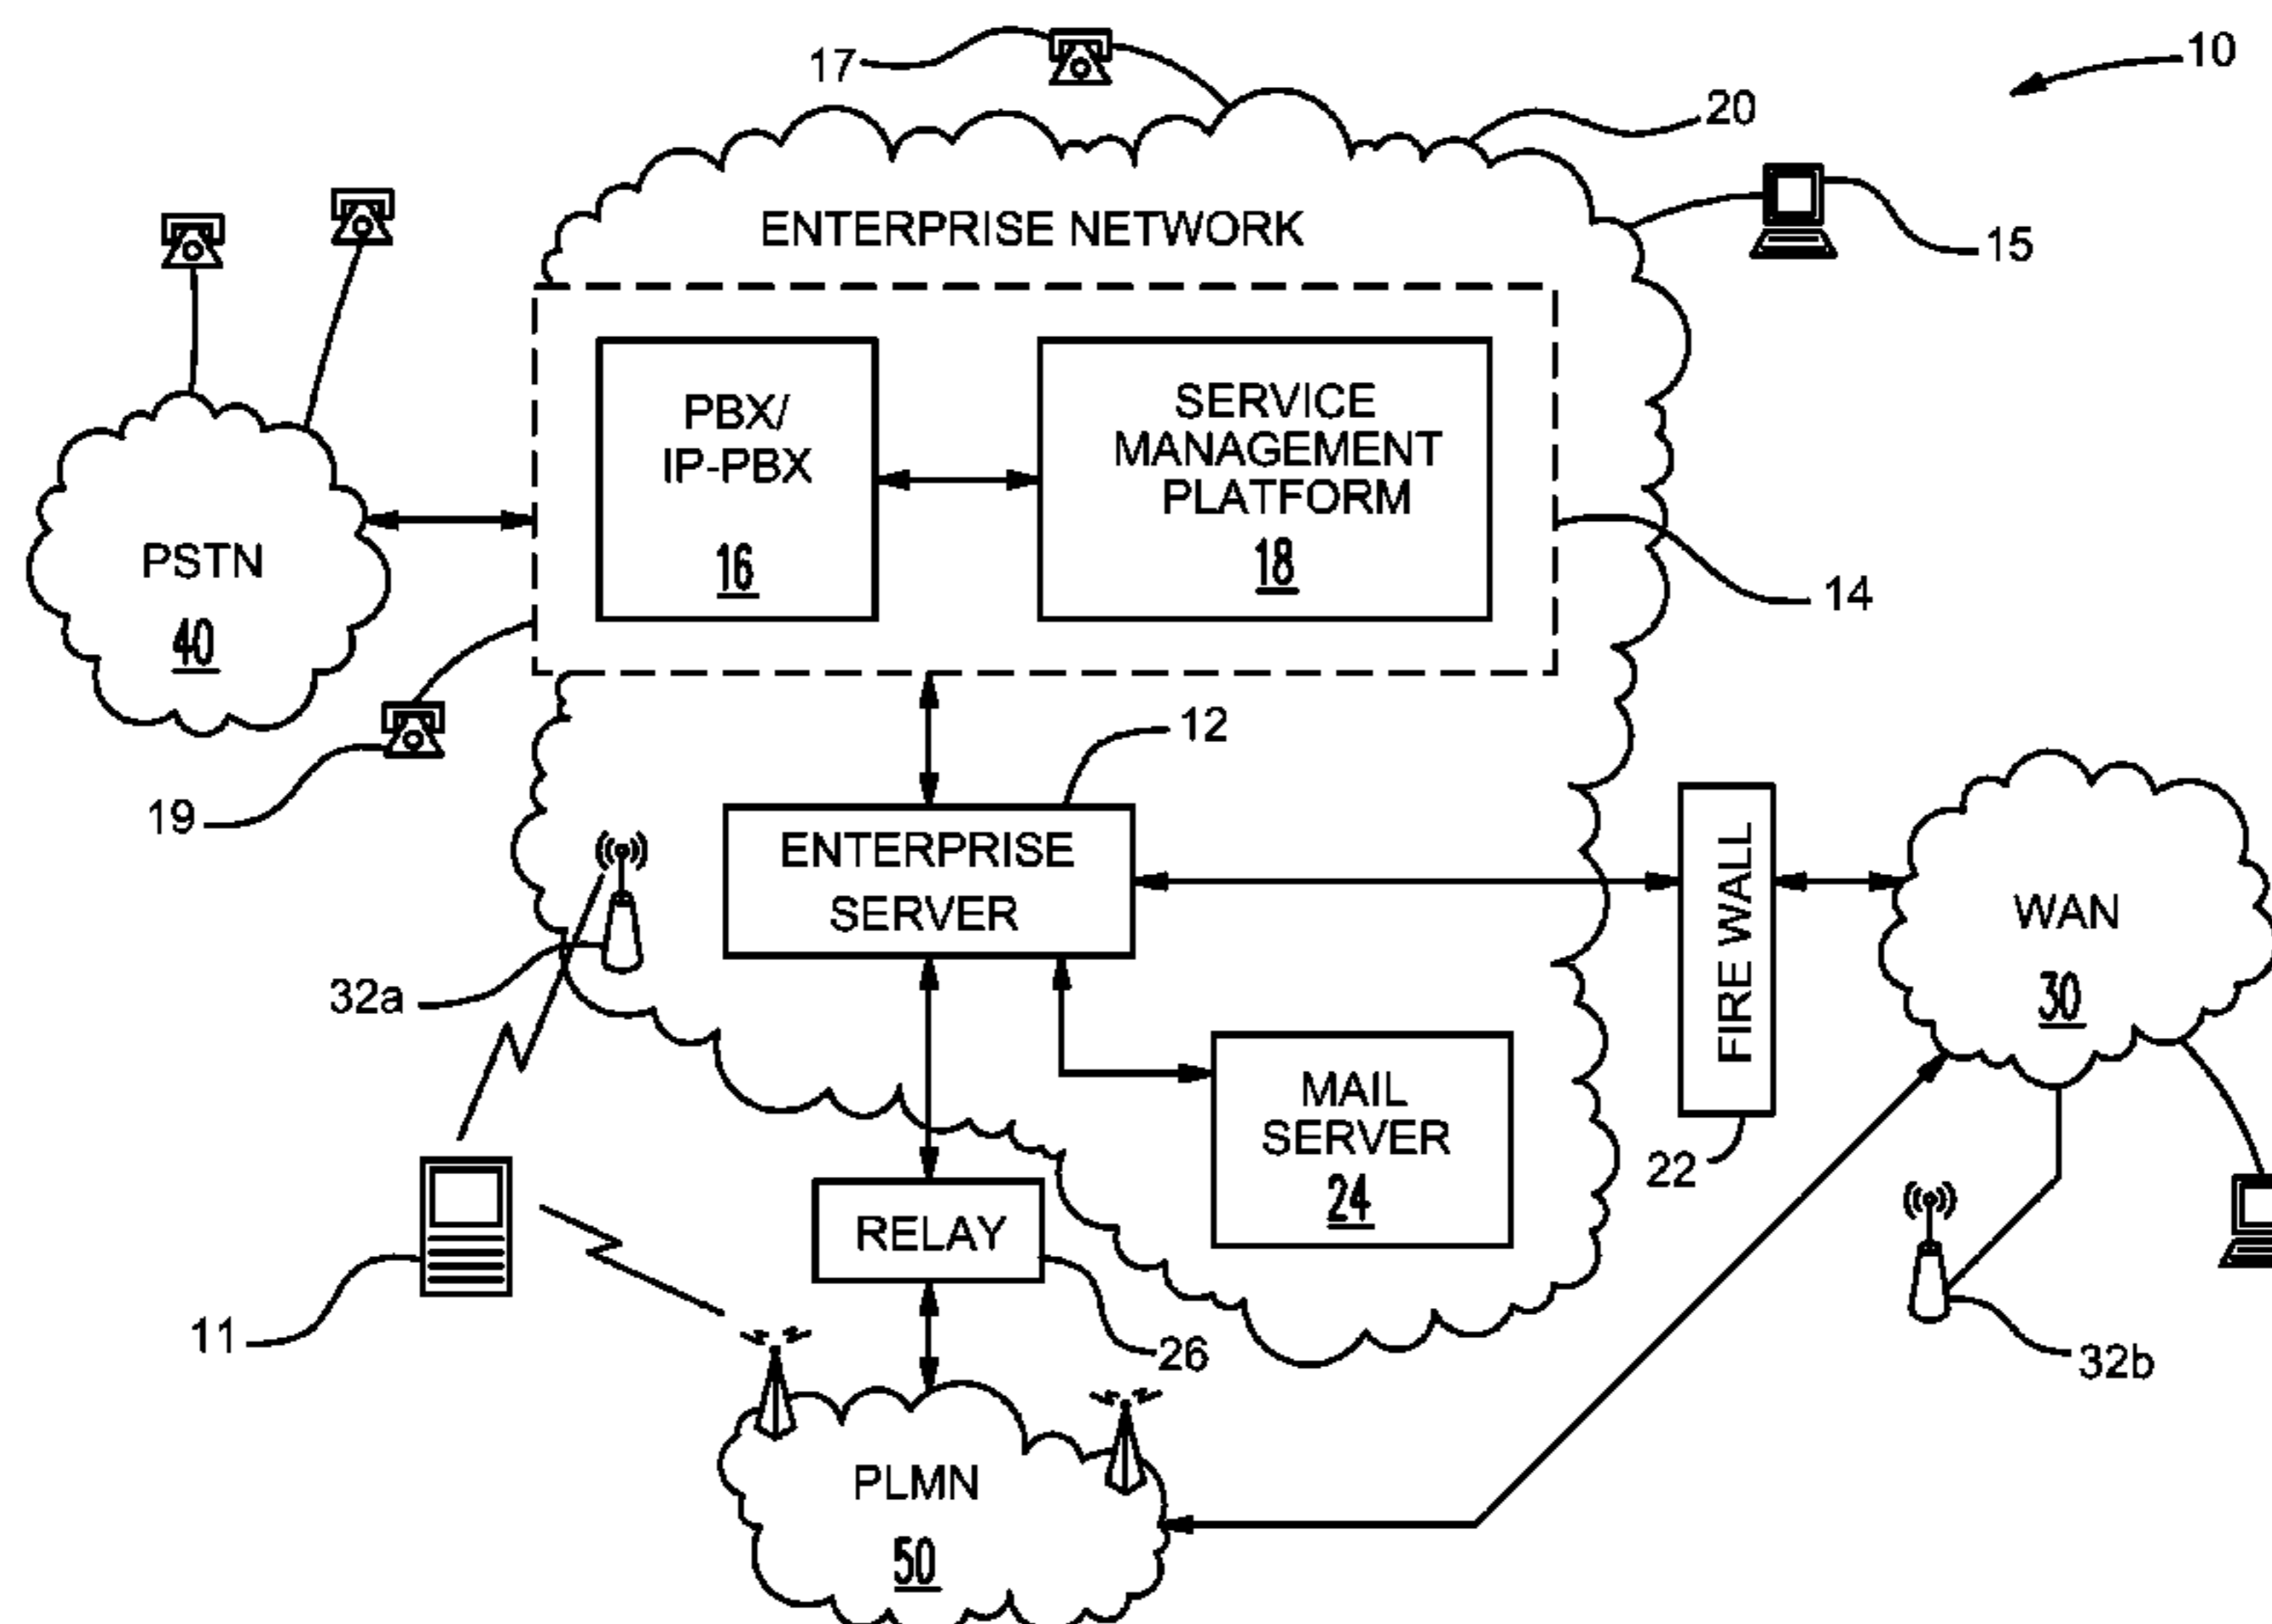 17
10
20
ENTERPRISE NETWORK
15
PBX/
IP-PBX
16
SERVICE
MANAGEMENT
PLATFORM
18
PSTN
40
14
19
12
ENTERPRISE
SERVER
FIRE WALL
WAN
30
32a
MAIL
SERVER
24
22
RELAY
11
26
32b
PLMN
50